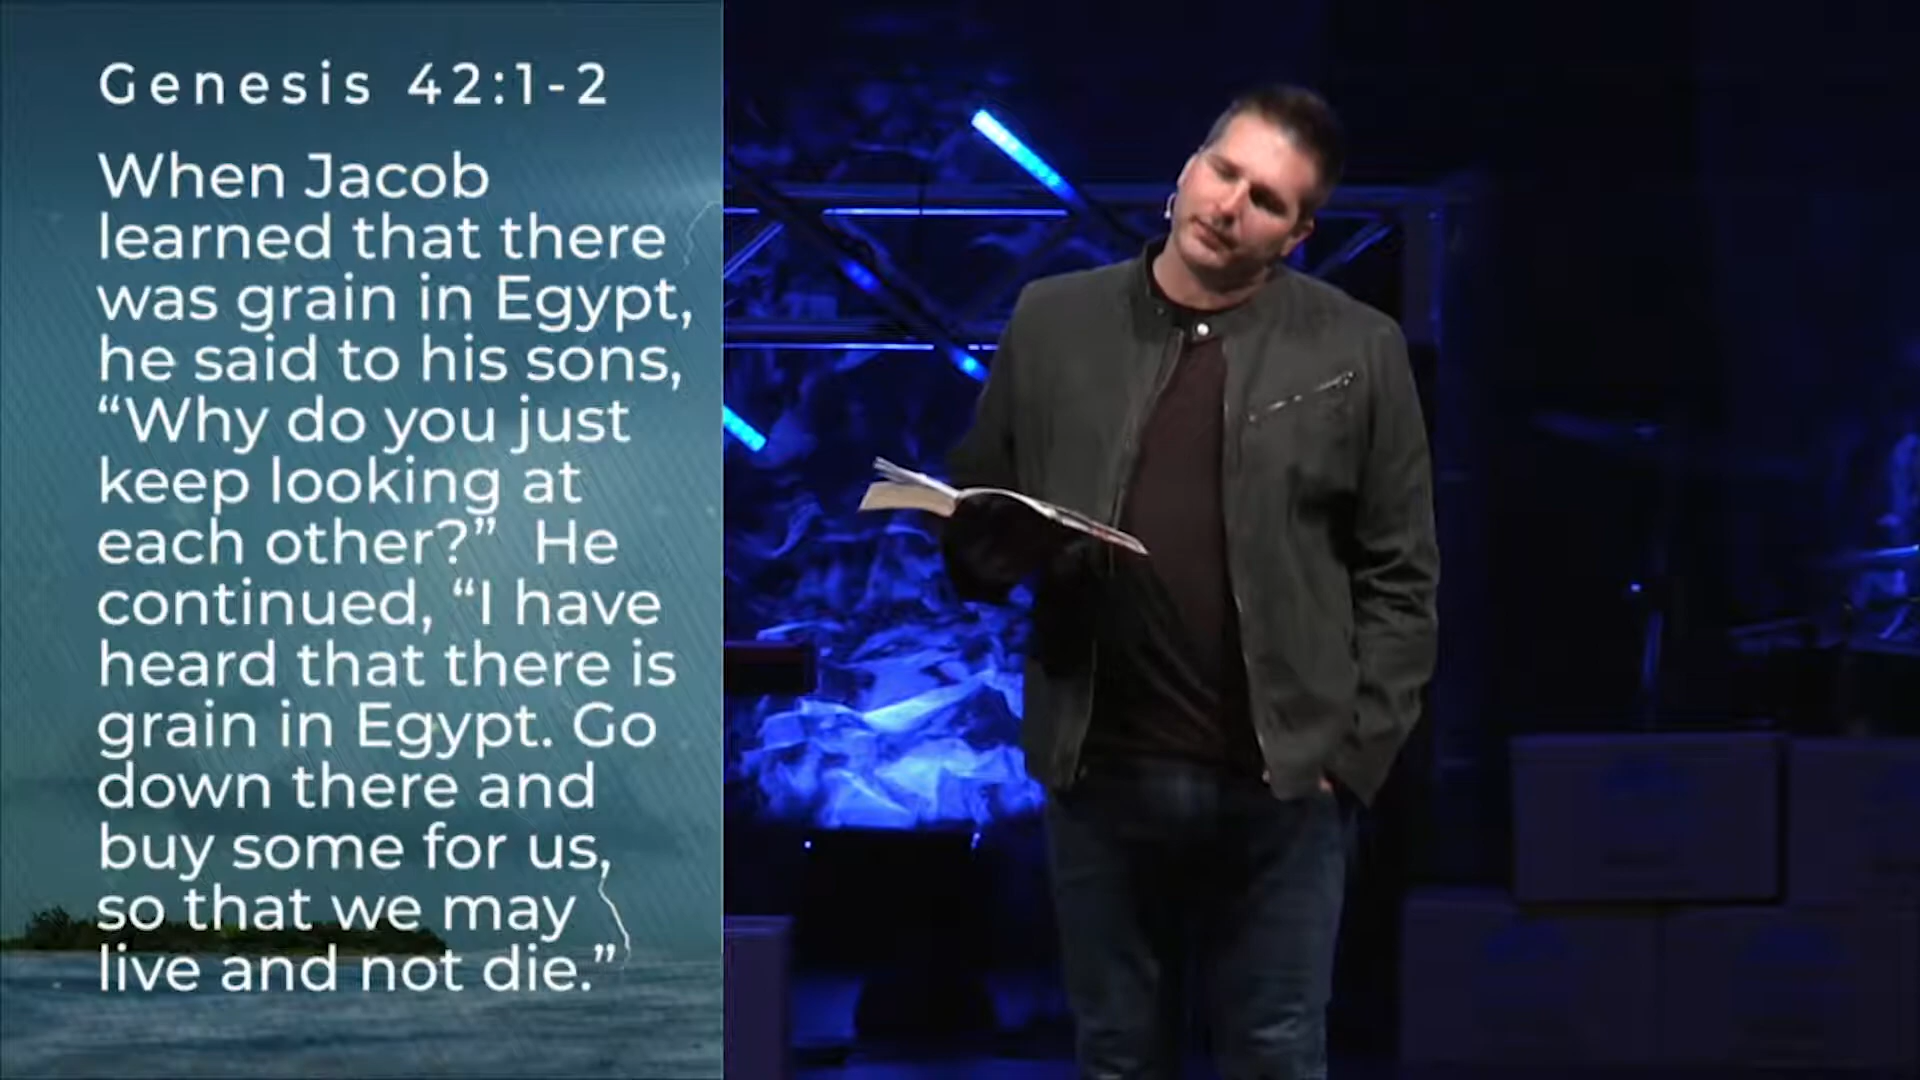 Genesis 42:1-2
When Jacob
learned that there
was grain in Egypt,
he said to his sons,
“Why do you just
keep looking at
each other?”  He
continued, “I have
heard that there is
grain in Egypt. Go
down there and
buy some for us,
so that we may
live and not die.”